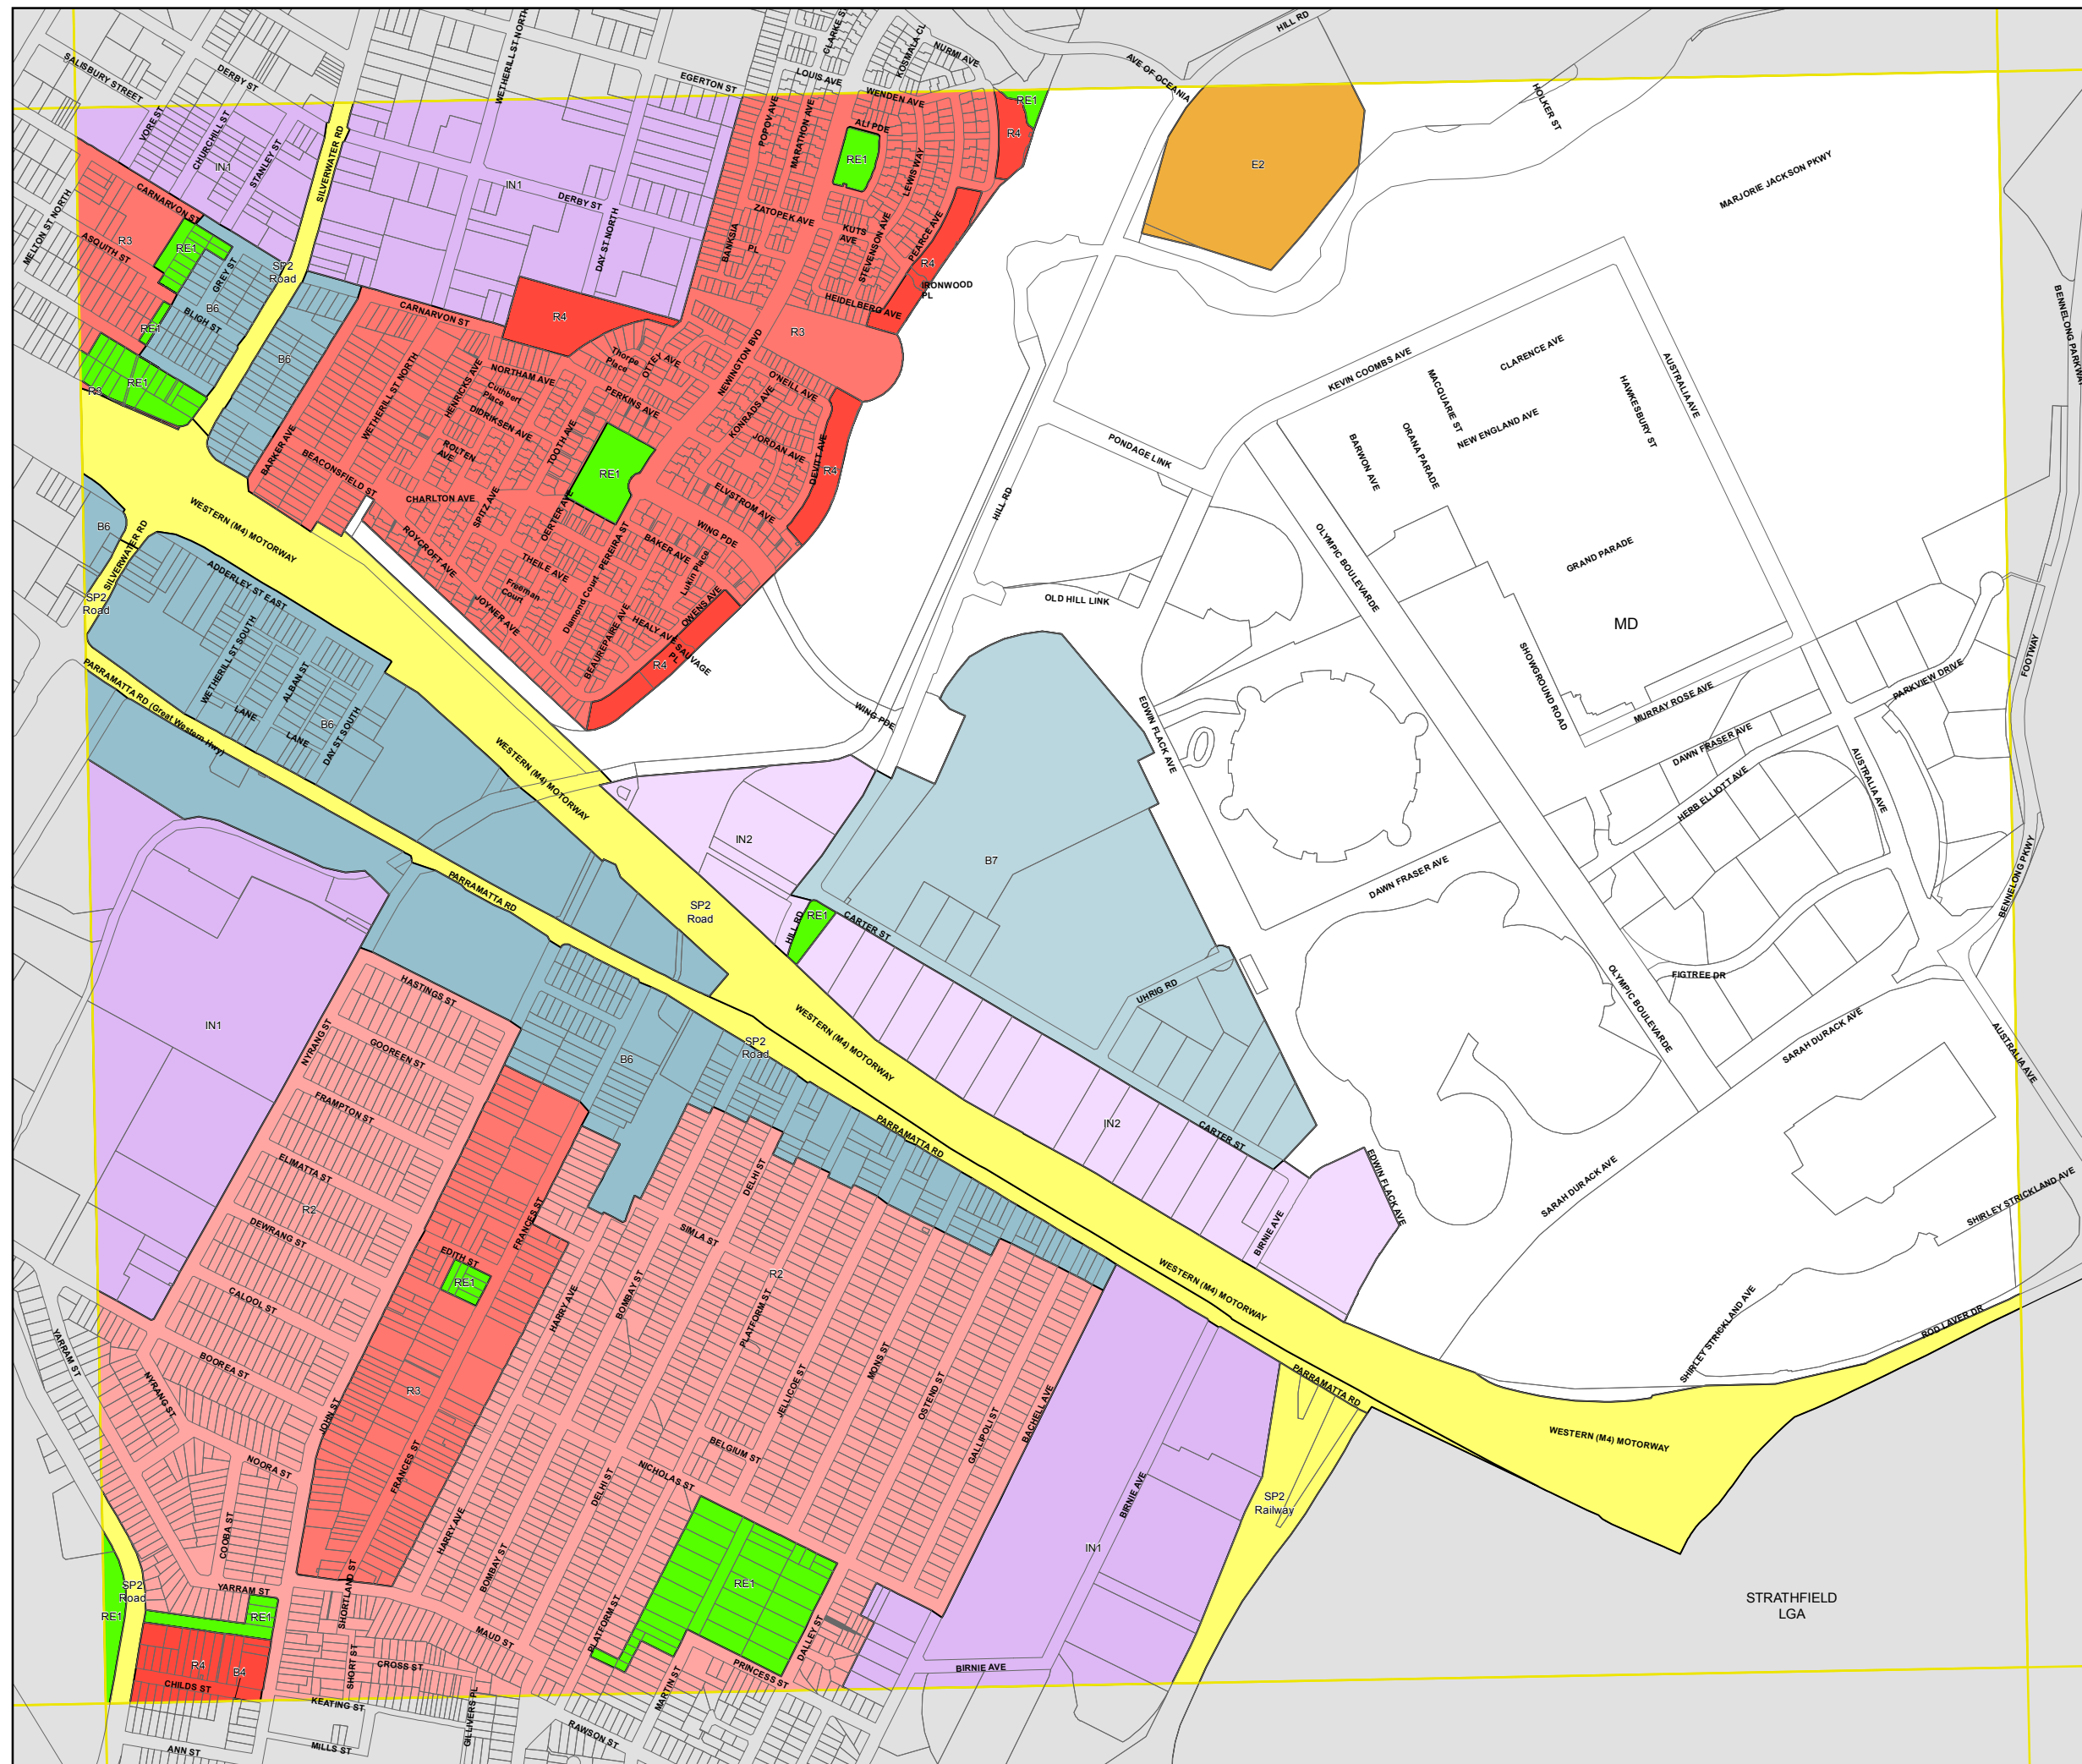 HILL RD
CLARKE ST
KOSMALA CL
NURMI AVE
SALISBURY STREET
DERBY ST
WETHERILL ST NORTH
EGERTON ST
LOUIS AVE
AVE OF OCEANIA
WENDEN AVE
RE1
HOLKER ST
VORE ST
CHURCHILL ST
STANLEY ST
SILVERWATER RD
POPOV AVE
MARATHON AVE
ALI PDE
R4
RE1
E2
IN1
IN1
LEWIS WAY
MARJORIE JACKSON PKWY
MELTON ST NORTH
CARNARVON ST
DERBY ST
DAY ST NORTH
ZATOPEK AVE
KUTS
AVE
STEVENSON AVE
PEARCE AVE
R3
ASQUITH ST
RE1
GREY ST
SP2
Road
BANKSIA
PL
R4
IRONWOOD
PL
BENNELONG PARKWAY
B6
BLIGH ST
RE1
CARNARVON ST
R4
HEIDELBERG AVE
R3
B6
Thorpe
Place
OTTEY AVE
NEWINGTON BVD
KEVIN COOMBS AVE
CLARENCE AVE
AUSTRALIA AVE
R3
RE1
WETHERILL ST NORTH
HENRICKS AVE
NORTHAM AVE
Cuthbert
Place
PERKINS AVE
O'NEILL AVE
MACQUARIE ST
HAWKESBURY ST
DIDRIKSEN AVE
KONRADS AVE
NEW ENGLAND AVE
ORANA PARADE
BARWON AVE
BARKER AVE
BEACONSFIELD ST
ROLTEN
AVE
TOOTH AVE
RE1
JORDAN AVE
DEVITT AVE
R4
PONDAGE LINK
HILL RD
CHARLTON AVE
SPITZ AVE
OERTER AVE
ELVSTROM AVE
WESTERN (M4) MOTORWAY
B6
SILVERWATER RD
ROYCROFT AVE
PEREIRA ST
BAKER AVE
WING PDE
OLYMPIC BOULEVARDE
GRAND PARADE
ADDERLEY ST EAST
THEILE AVE
Lukin Place
SP2
Road
Freeman
Court
JOYNER AVE
Diamond Court
HEALY AVE
OWENS AVE
OLD HILL LINK
MD
WETHERILL ST SOUTH
BEAUREPAIRE AVE
R4
SAUVAGE
PL
SHOWGROUND ROAD
FOOTWAY
PARRAMATTA RD (Great Western Hwy)
ALBAN ST
LANE
B6
LANE
DAY ST SOUTH
WING PDE
EDWIN FLACK AVE
MURRAY ROSE AVE
PARKVIEW DRIVE
DAWN FRASER AVE
WESTERN (M4) MOTORWAY
HERB ELLIOTT AVE
AUSTRALIA AVE
IN2
B7
PARRAMATTA RD
DAWN FRASER AVE
BENNELONG PKWY
SP2
Road
HILL RD
RE1
CARTER ST
FIGTREE DR
HASTINGS ST
UHRIG RD
OLYMPIC BOULEVARDE
IN1
NYRANG ST
GOOREEN ST
B6
SP2
Road
WESTERN (M4) MOTORWAY
SARAH DURACK AVE
AUSTRALIA AVE
FRAMPTON ST
PARRAMATTA RD
IN2
CARTER ST
ELIMATTA ST
DELHI ST
SARAH DURACK AVE
EDWIN FLACK AVE
R2
DEWRANG ST
FRANCES ST
SIMLA ST
BIRNIE AVE
SHIRLEY STRICKLAND AVE
EDITH ST
RE1
R2
WESTERN (M4) MOTORWAY
CALOOL ST
HARRY AVE
BOMBAY ST
PLATFORM ST
SHIRLEY STRICKLAND AVE
ROD LAVER DR
YARRAM ST
BOOREA ST
NYRANG ST
R3
JOHN ST
MONS ST
JELLICOE ST
OSTEND ST
GALLIPOLI ST
BACHELL AVE
PARRAMATTA RD
WESTERN (M4) MOTORWAY
NOORA ST
FRANCES ST
BELGIUM ST
NICHOLAS ST
DELHI ST
BIRNIE AVE
SP2
Railway
COOBA ST
HARRY AVE
BOMBAY ST
IN1
RE1
SP2
Road
YARRAM ST
SHORTLAND ST
RE1
RE1
STRATHFIELD
LGA
PLATFORM ST
MAUD ST
DALLEY ST
R4
B4
CHILDS ST
SHORT ST
CROSS ST
PRINCESS ST
BIRNIE AVE
MARTIN ST
KEATING ST
GILLIVERS PL
RAWSON ST
ANN ST
MILLS ST